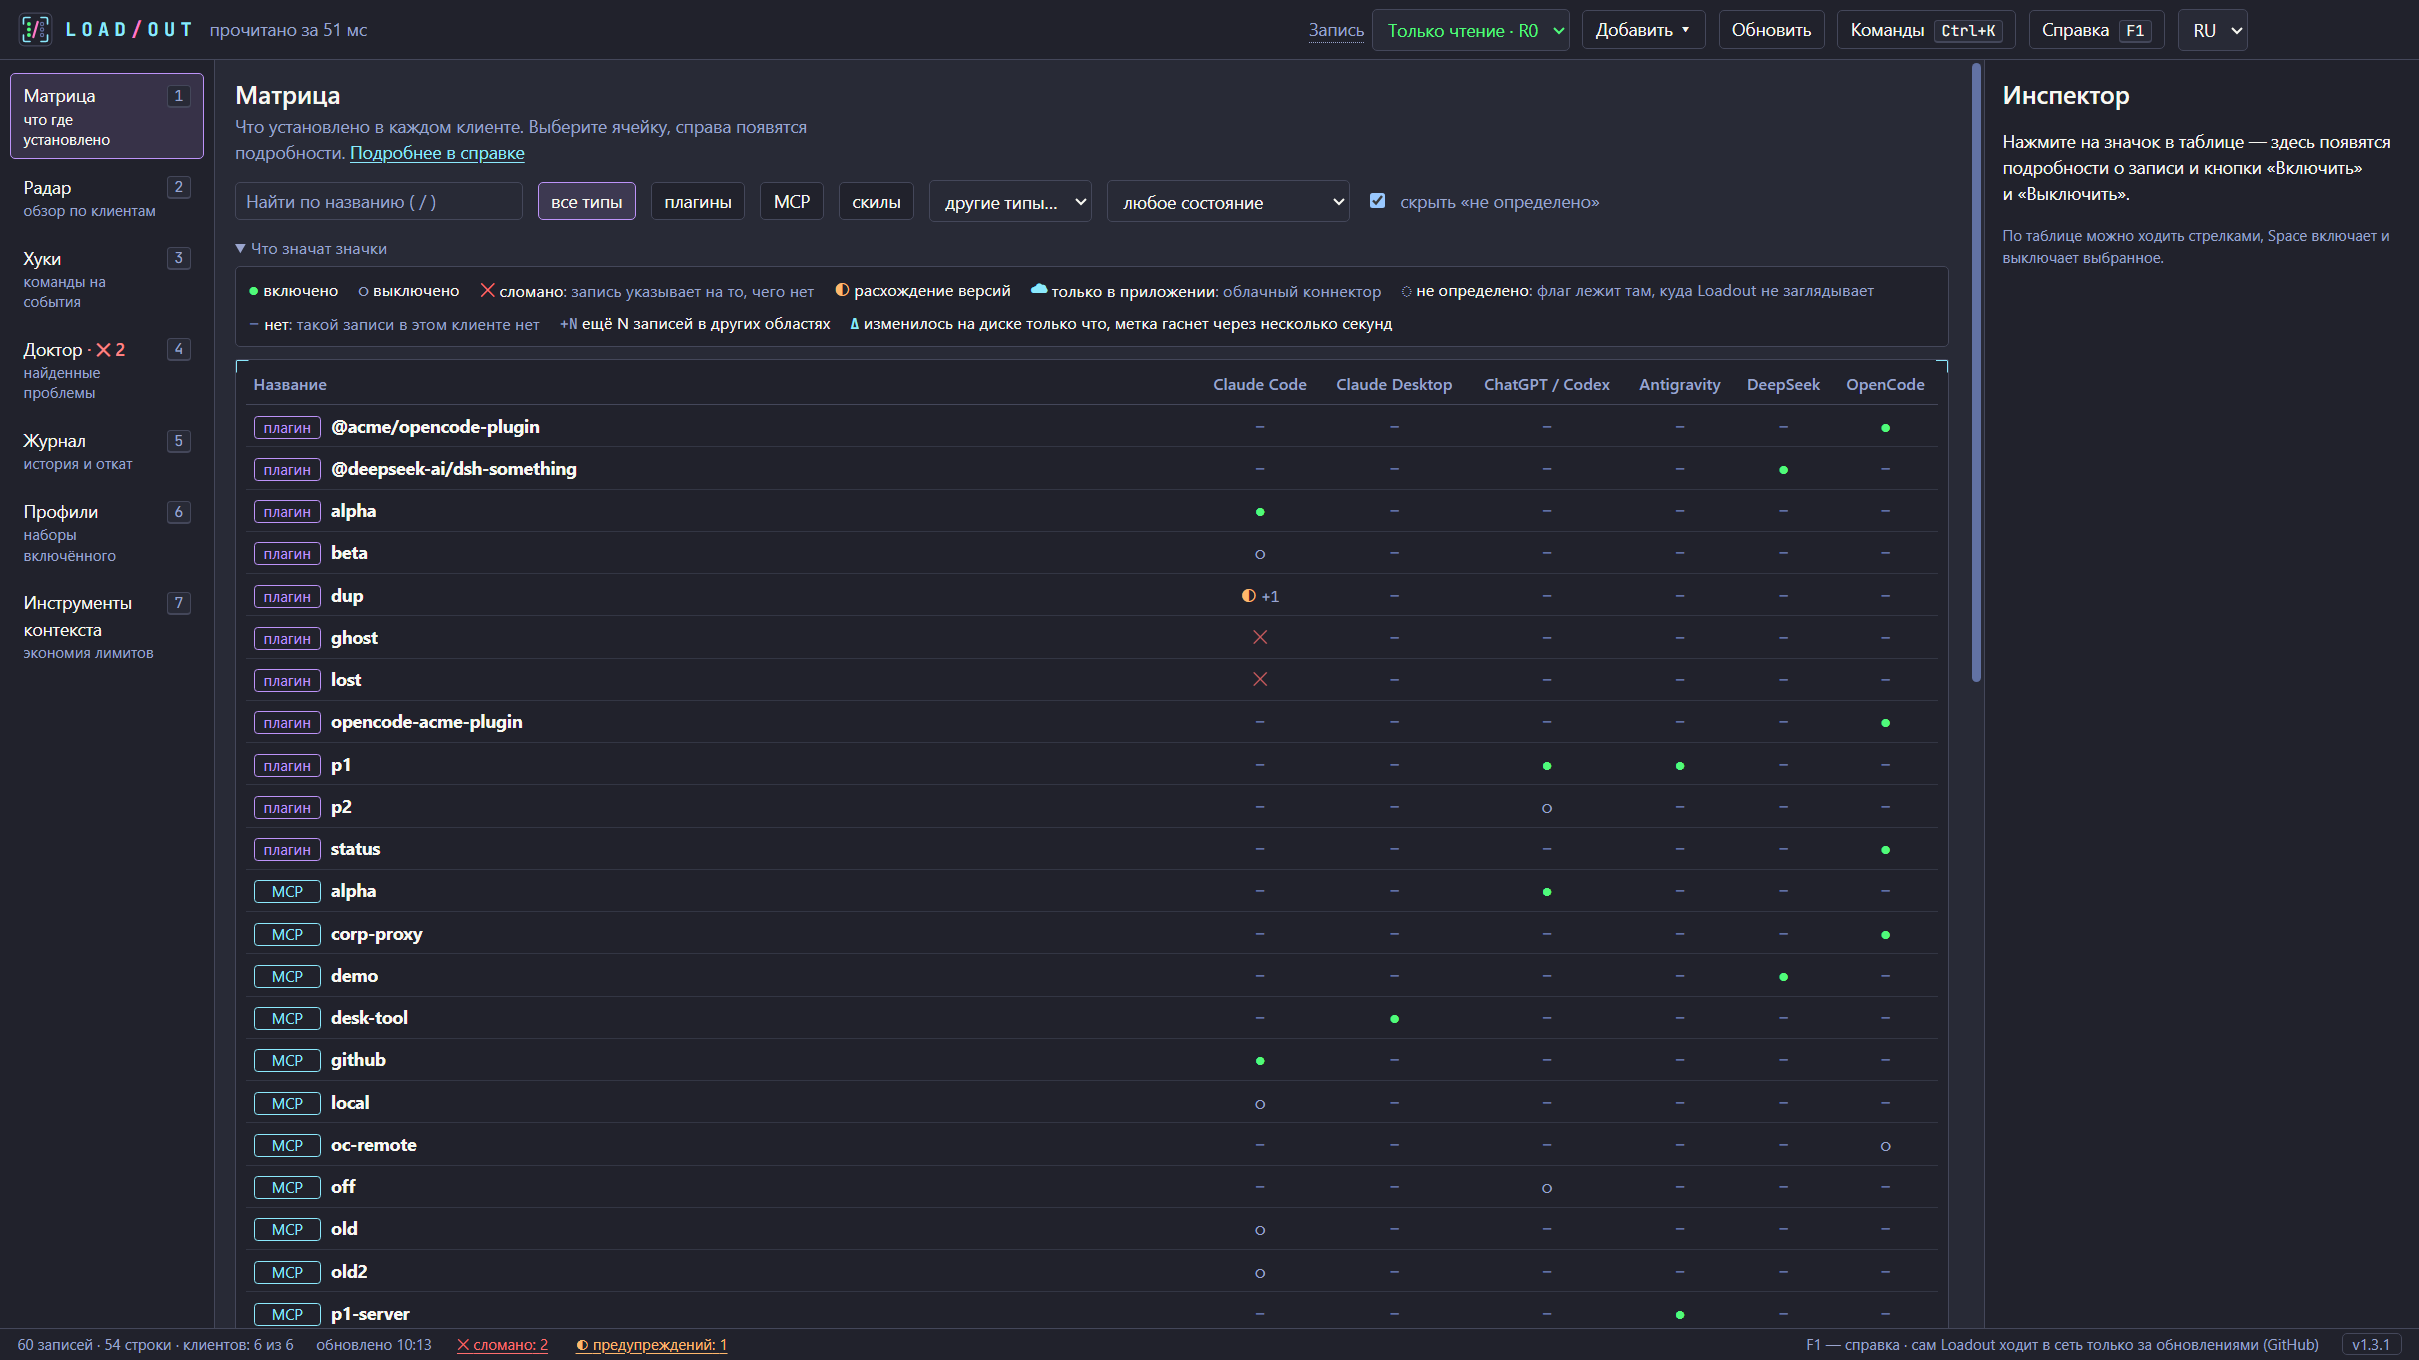 LOAD/OUT прочитано за 51 мс Запись Только чтение · R0 Добавить ▾ Обновить Команды Ctrl+K Справка F1 RU
Матрица 1
что где
установлено
Радар 2
обзор по клиентам
Хуки 3
команды на
события
Доктор · ✕ 2 4
найденные
проблемы
Журнал 5
история и откат
Профили 6
наборы
включённого
Инструменты 7
контекста
экономия лимитов
Матрица
Что установлено в каждом клиенте. Выберите ячейку, справа появятся
подробности. Подробнее в справке
Найти по названию ( / ) все типы плагины MCP скилы другие типы... любое состояние скрыть «не определено»
▼ Что значат значки
● включено ○ выключено ✕ сломано: запись указывает на то, чего нет ◐ расхождение версий ☁ только в приложении: облачный коннектор ◌ не определено: флаг лежит там, куда Loadout не заглядывает
– нет: такой записи в этом клиенте нет +N ещё N записей в других областях Δ изменилось на диске только что, метка гаснет через несколько секунд
Название Claude Code Claude Desktop ChatGPT / Codex Antigravity DeepSeek OpenCode
плагин @acme/opencode-plugin – – – – – ●
плагин @deepseek-ai/dsh-something – – – – ● –
плагин alpha ● – – – – –
плагин beta ○ – – – – –
плагин dup ◐ +1 – – – – –
плагин ghost ✕ – – – – –
плагин lost ✕ – – – – –
плагин opencode-acme-plugin – – – – – ●
плагин p1 – – ● ● – –
плагин p2 – – ○ – – –
плагин status – – – – – ●
MCP alpha – – ● – – –
MCP corp-proxy – – – – – ●
MCP demo – – – – ● –
MCP desk-tool – ● – – – –
MCP github ● – – – – –
MCP local ○ – – – – –
MCP oc-remote – – – – – ○
MCP off – – ○ – – –
MCP old ○ – – – – –
MCP old2 ○ – – – – –
MCP p1-server – – – ● – –
Инспектор
Нажмите на значок в таблице — здесь появятся
подробности о записи и кнопки «Включить»
и «Выключить».
По таблице можно ходить стрелками, Space включает и
выключает выбранное.
60 записей · 54 строки · клиентов: 6 из 6 обновлено 10:13 ✕ сломано: 2 ◐ предупреждений: 1 F1 — справка · сам Loadout ходит в сеть только за обновлениями (GitHub) v1.3.1